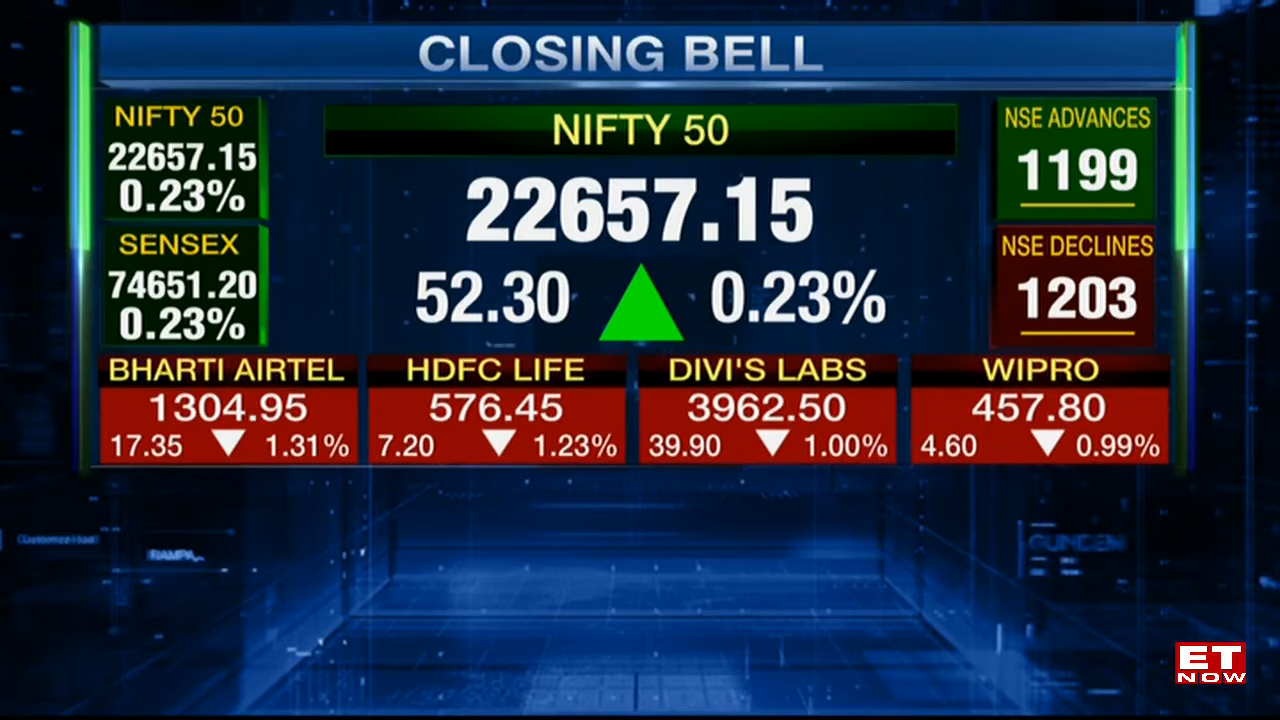 CLOSING BELL
NIFTY 50
22657.15
0.23%
SENSEX
74651.20
0.23%
NIFTY 50
22657.15
52.30 0.23%
NSE ADVANCES
1199
NSE DECLINES
1203
BHARTI AIRTEL
1304.95
17.35 1.31%
HDFC LIFE
576.45
7.20 1.23%
DIVI'S LABS
3962.50
39.90 1.00%
WIPRO
457.80
4.60 0.99%
ET
NOW